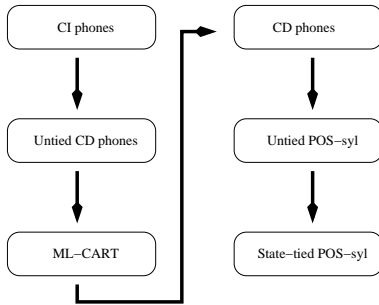 CI phones
Untied CD phones
ML−CART
CD phones
Untied POS−syl
State−tied POS−syl